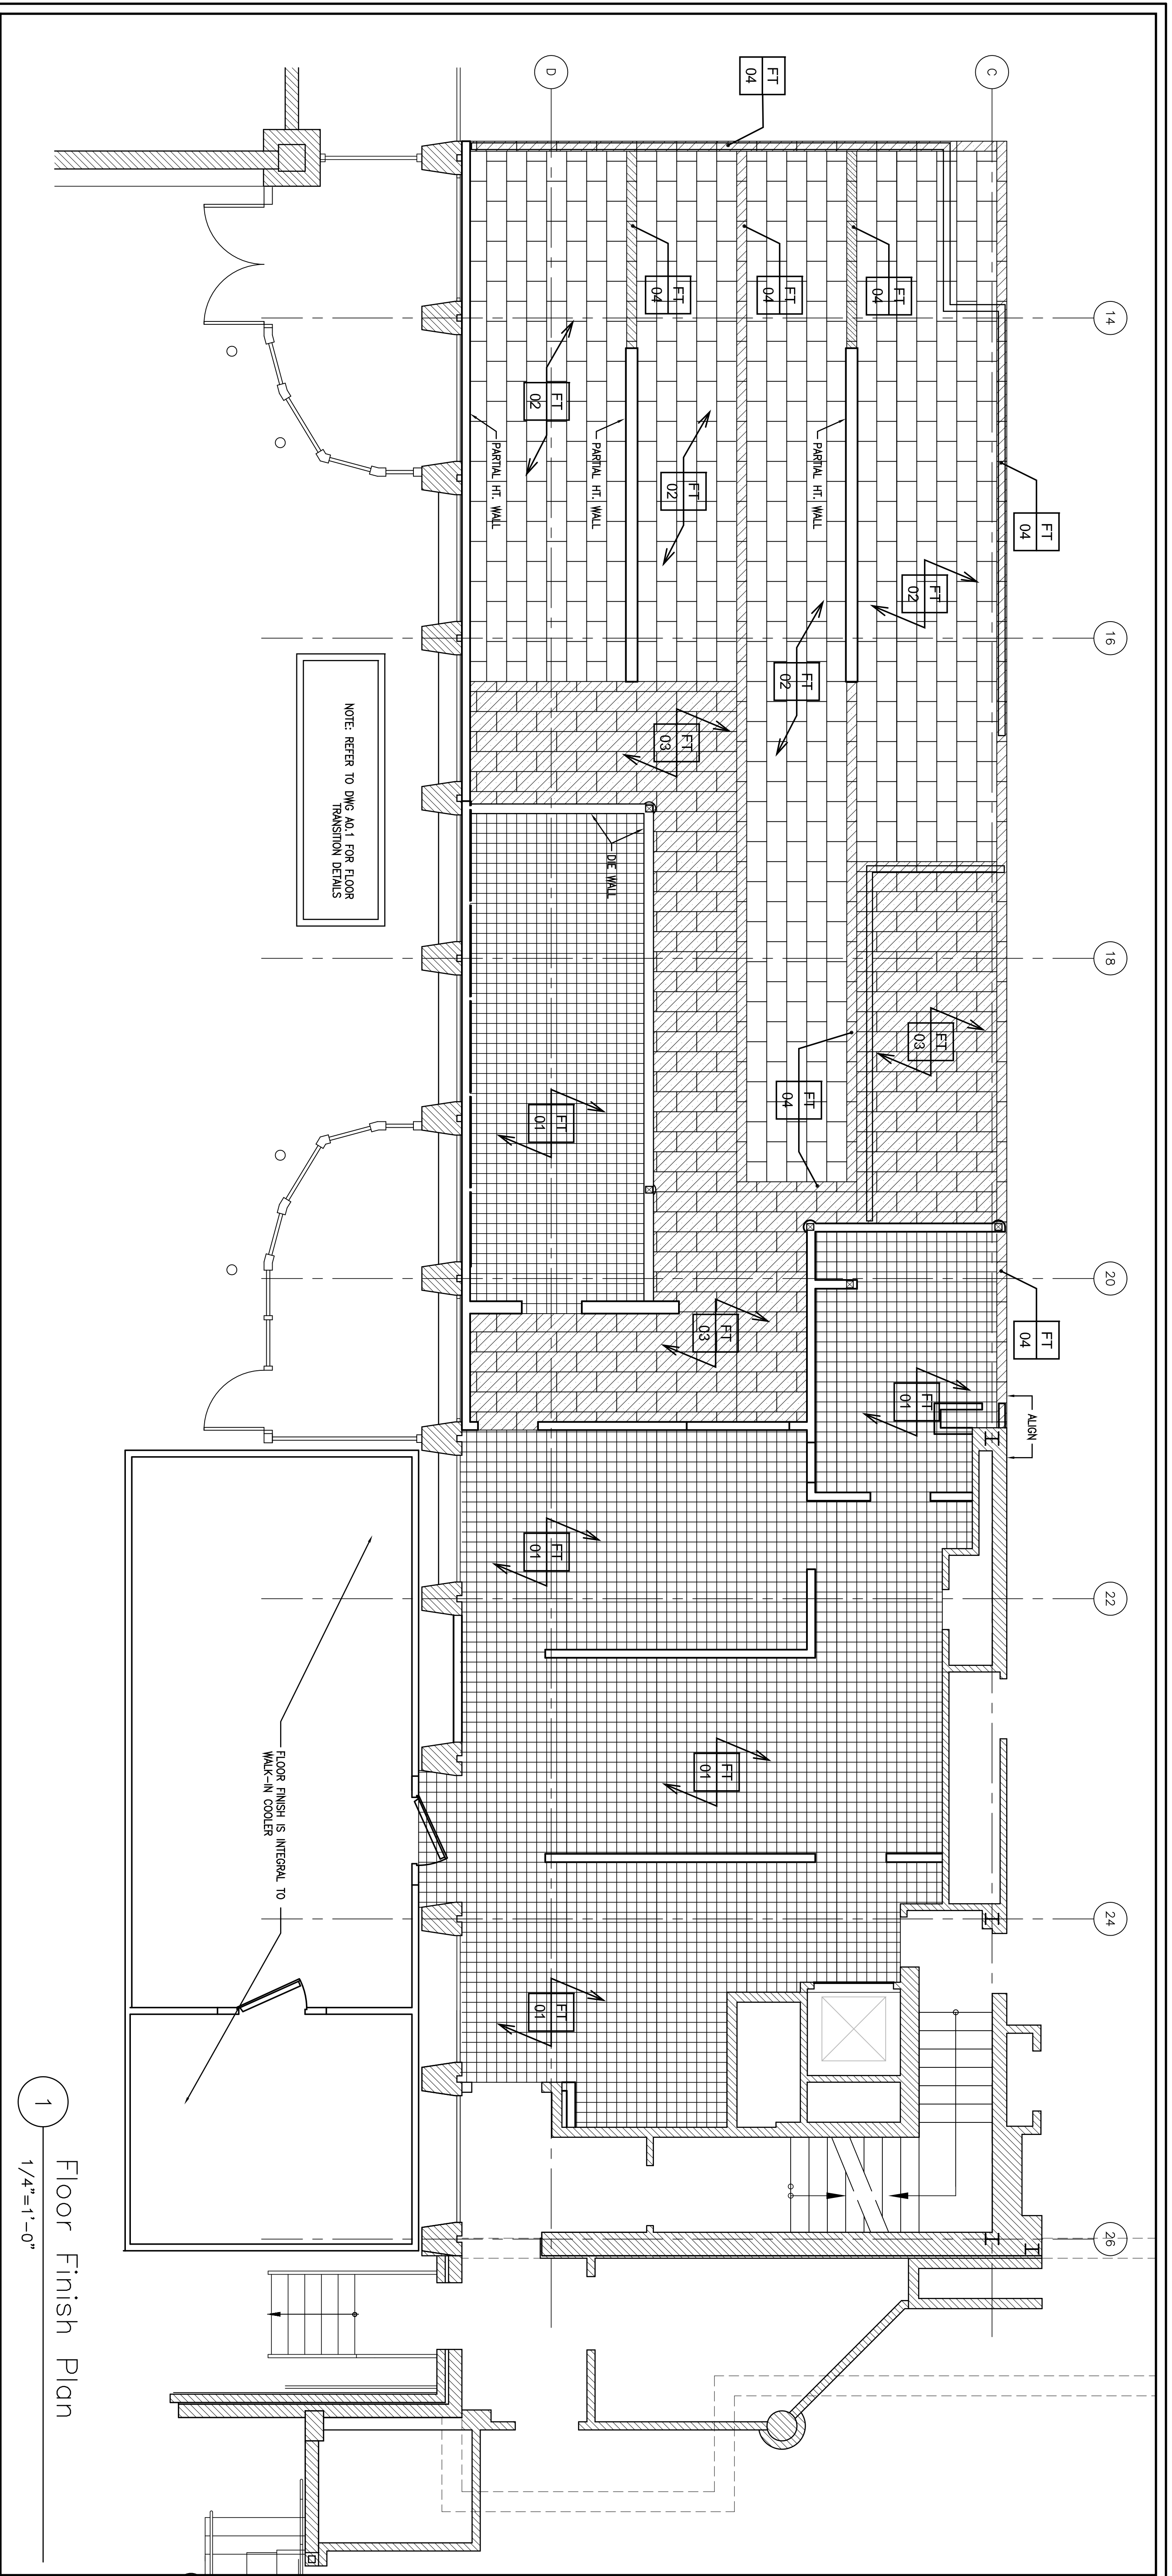 C
D
14
16
18
20
22
24
26
FT
04
FT
04
FT
04
FT
04
FT
04
FT
04
FT
04
FT
02
FT
02
FT
02
FT
02
FT
03
FT
03
FT
03
FT
01
FT
01
FT
01
FT
01
FT
01
ALIGN
PARTIAL HT. WALL
PARTIAL HT. WALL
PARTIAL HT. WALL
DIE WALL
NOTE: REFER TO DWG A0.1 FOR FLOOR
TRANSITION DETAILS
FLOOR FINISH IS INTEGRAL TO
WALK-IN COOLER
1
Floor Finish Plan
1/4"=1'-0"